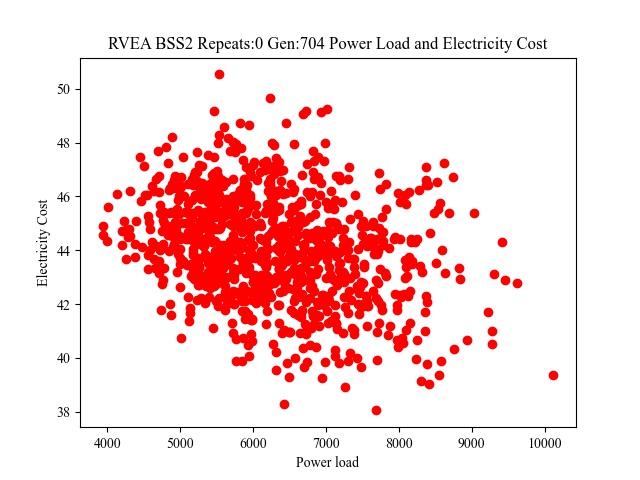 RVEA BSS2 Repeats:0 Gen:704 Power Load and Electricity Cost
50
48
46
44
42
40
38
Electricity Cost
4000 5000 6000 7000 8000 9000 10000
Power load